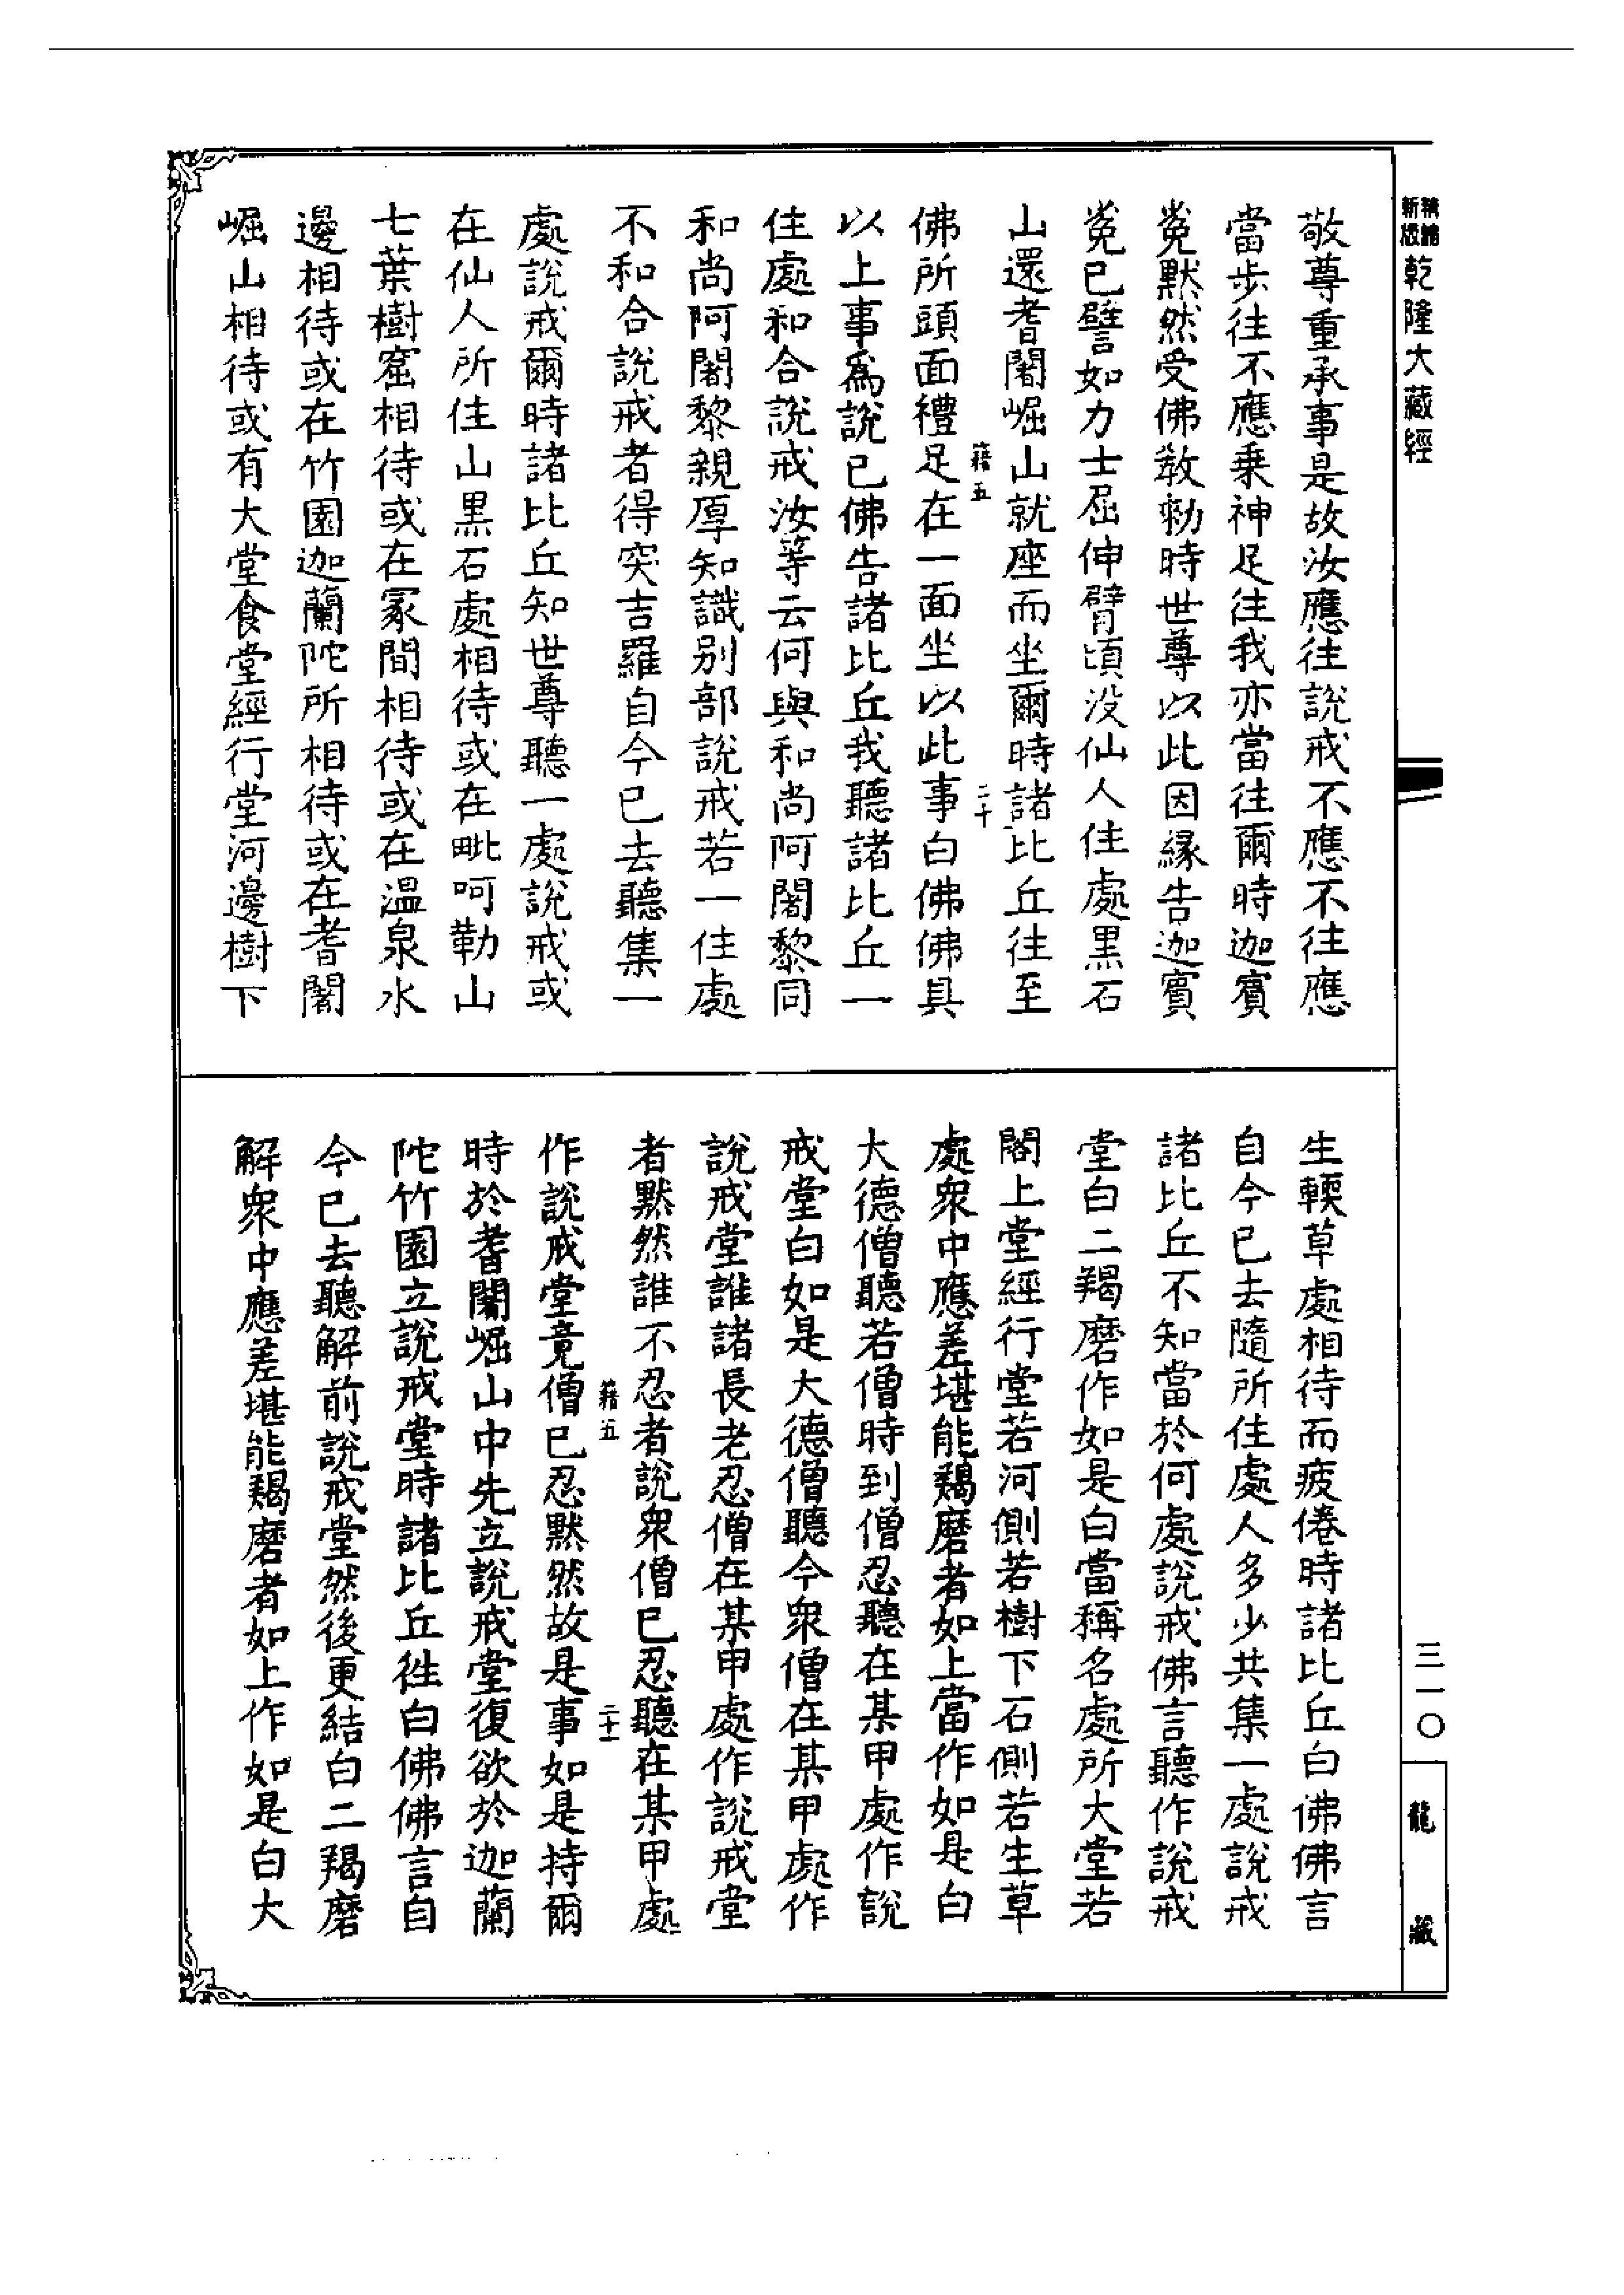 新版精縮乾隆大藏經
敬尊重承事是故汝應往說戒不應不往應
當步往不應乗神足往我亦當往爾時迦賓
㝹默然受佛敎勑時世尊以此因緣告迦賓
㝹已譬如力士屈伸臂頃没仙人住處黑石
山還耆闍崛山就座而坐爾時諸比丘往至
籍五 二十
佛所頭面禮足在一面坐以此事白佛佛具
以上事爲說已佛告諸比丘我聽諸比丘一
住處和合說戒汝等云何與和尚阿闍黎同
和尚阿闍黎親厚知識別部說戒若一住處
不和合說戒者得突吉羅自今已去聽集一
處說戒爾時諸比丘知世尊聽一處說戒或
在仙人所住山黑石處相待或在毗呵勒山
七葉樹窟相待或在冢間相待或在溫泉水
邊相待或在竹園迦蘭陀所相待或在耆闍
崛山相待或有大堂食堂經行堂河邊樹下
生輭草處相待而疲倦時諸比丘白佛佛言
自今已去隨所住處人多少共集一處說戒
諸比丘不知當於何處說戒佛言聽作說戒
堂白二羯磨作如是白當稱名處所大堂若
閣上堂經行堂若河側若樹下石側若生草
處衆中應差堪能羯磨者如上當作如是白
大德僧聽若僧時到僧忍聽在某甲處作說
戒堂白如是大德僧聽今衆僧在某甲處作
說戒堂誰諸長老忍僧在某甲處作說戒堂
者默然誰不忍者說衆僧已忍聽在某甲處
籍五 二十一
作說戒堂竟僧已忍默然故是事如是持爾
時於耆闍崛山中先立說戒堂復欲於迦蘭
陀竹園立說戒堂時諸比丘徃白佛佛言自
今已去聽解前說戒堂然後更結白二羯磨
解衆中應差堪能羯磨者如上作如是白大
三一〇
龍藏